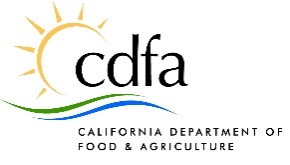 cdfa
CALIFORNIA DEPARTMENT OF
FOOD & AGRICULTURE